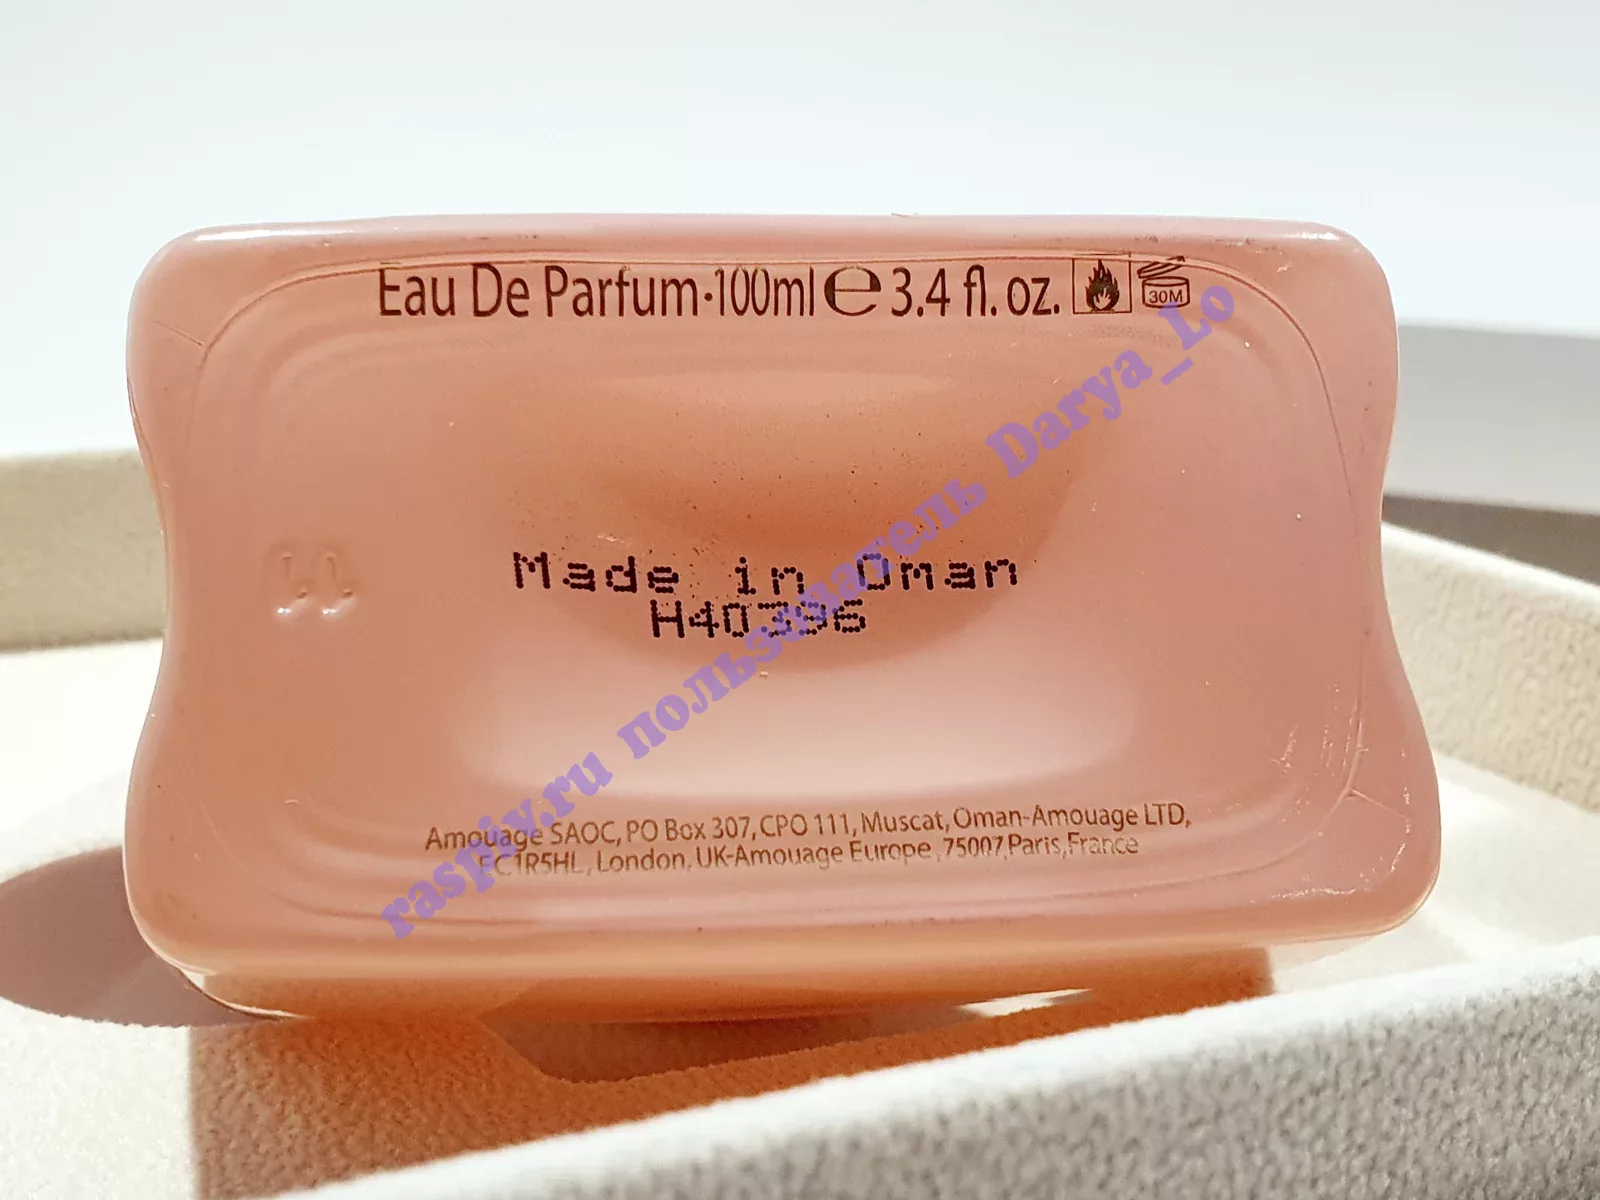 Eau De Parfum·100ml ℮ 3.4 fl. oz.
30M
Made in Oman
H40396
Amouage SAOC, PO Box 307, CPO 111, Muscat, Oman-Amouage LTD,
EC1R5HL, London, UK-Amouage Europe, 75007, Paris, France
raspiv.ru пользователь Darya_Lo